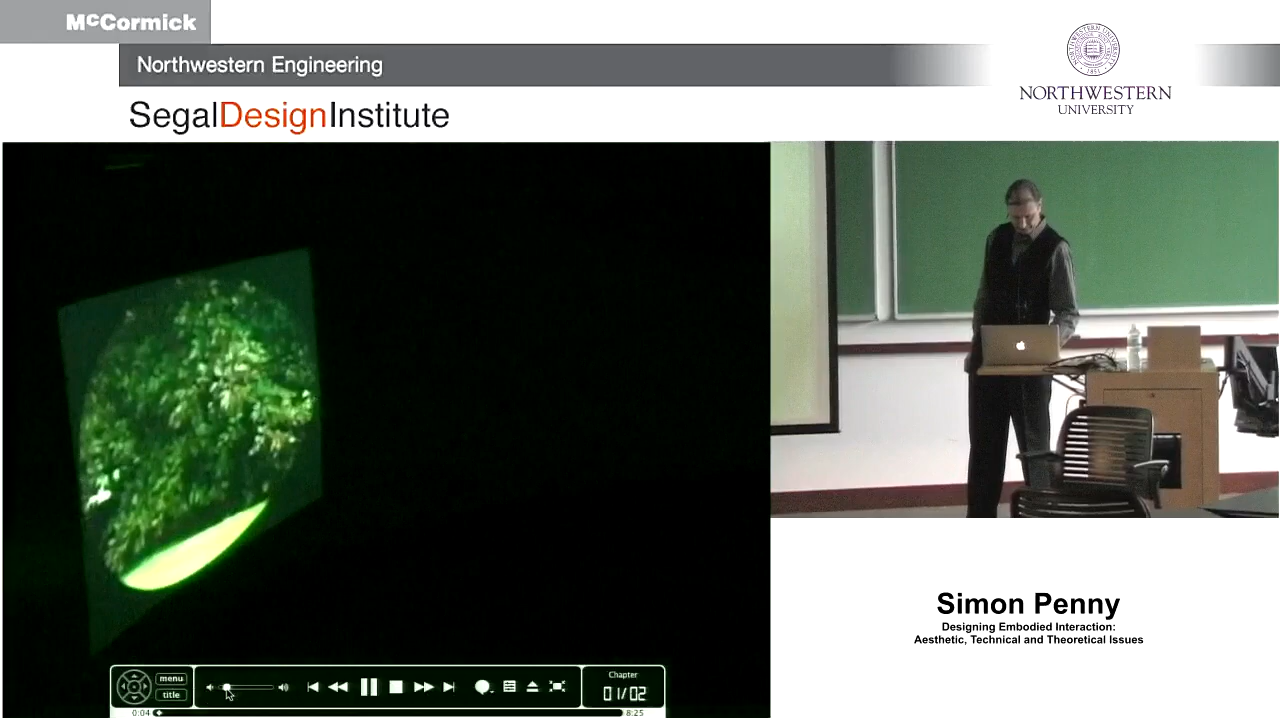 McCormick
Northwestern Engineering
NORTHWESTERN
UNIVERSITY
SegalDesignInstitute
menu
title
Chapter
01/02
0:04
8:25
Simon Penny
Designing Embodied Interaction:
Aesthetic, Technical and Theoretical Issues